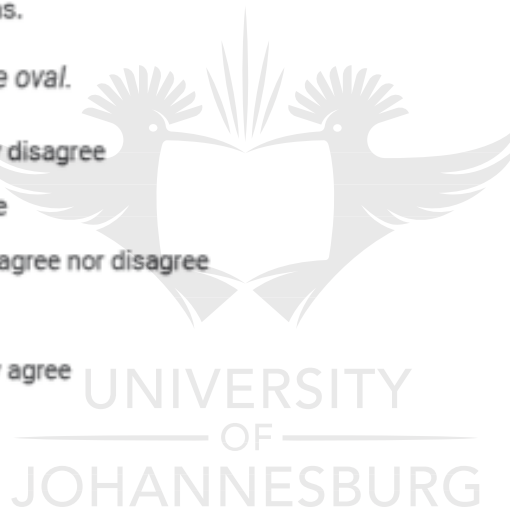 ns.
e oval.
y disagree
e
agree nor disagree
y agree
UNIVERSITY
OF
JOHANNESBURG